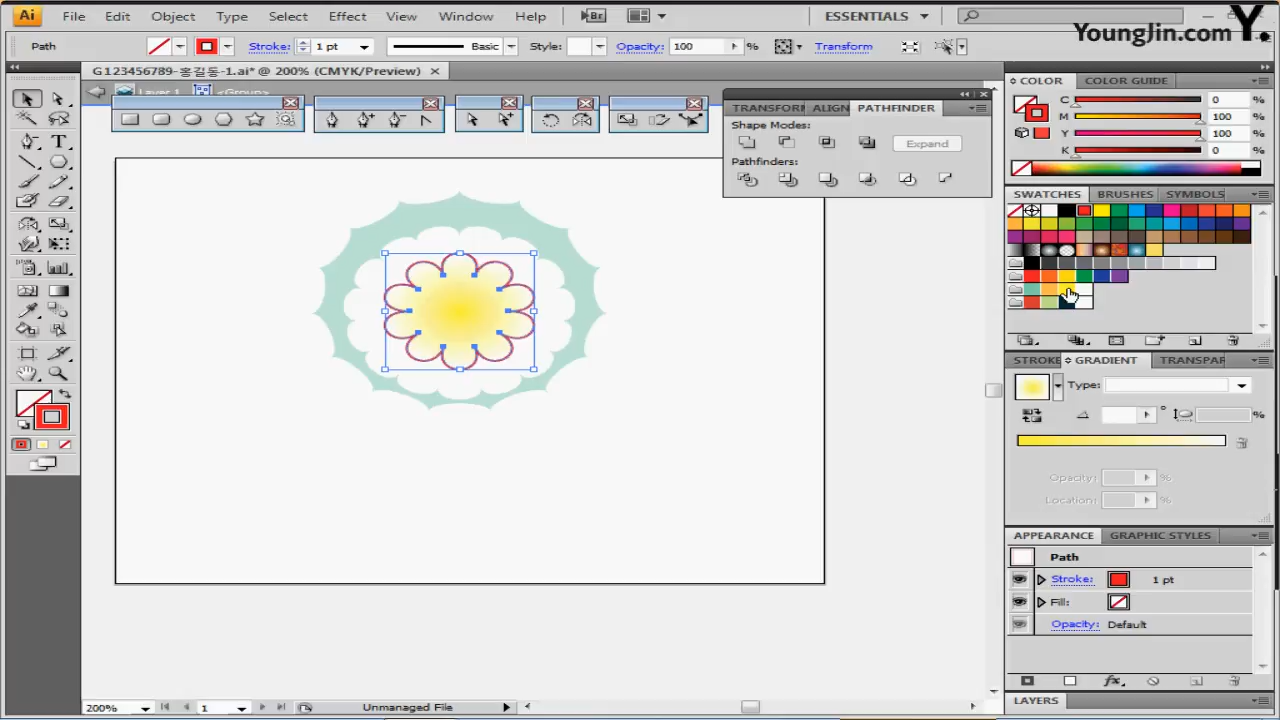 Ai File Edit Object Type Select Effect View Window Help Br ESSENTIALS
YoungJin.com Y.
Path Stroke: 1 pt Basic Style: Opacity: 100 % Transform
G123456789-홍길동-1.ai* @ 200% (CMYK/Preview)
Layer 1 <Group>
TRANSFORM ALIGN PATHFINDER
Shape Modes:
Expand
Pathfinders:
COLOR COLOR GUIDE
C 0 %
M 100 %
Y 100 %
K 0 %
SWATCHES BRUSHES SYMBOLS
STROKE GRADIENT TRANSPAR
Type:
° %
Opacity: %
Location: %
APPEARANCE GRAPHIC STYLES
Path
Stroke: 1 pt
Fill:
Opacity: Default
fx
LAYERS
200% 1 Unmanaged File